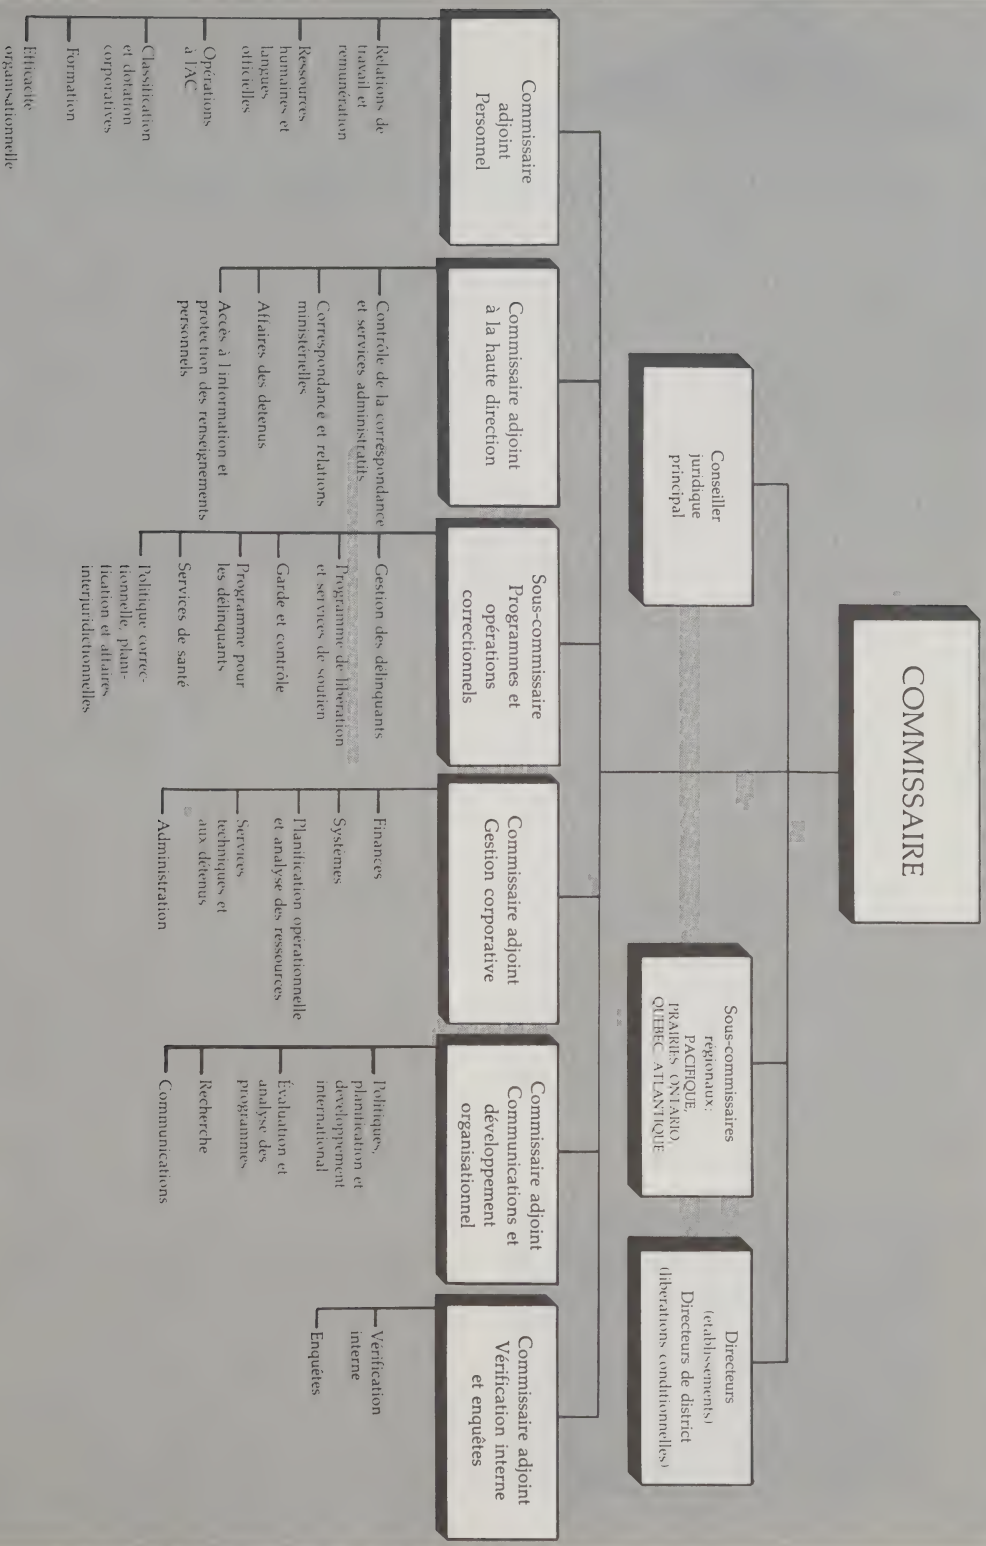 COMMISSAIRE
Conseiller
juridique
principal
Sous-commissaires
régionaux:
PACIFIQUE,
PRAIRIES ONTARIO,
QUÉBEC ATLANTIQUE
Directeurs
(établissements)
Directeurs de district
(libérations conditionnelles)
Commissaire
adjoint
Personnel
Relations de
travail et
rémunération
Ressources
humaines et
langues
officielles
Opérations
à l'AC
Classification
et dotation
corporatives
Formation
Efficacité
organisationnelle
Commissaire adjoint
à la haute direction
Contrôle de la correspondance
et services administratifs
Correspondance et relations
ministérielles
Affaires des détenus
Accès à l'information et
protection des renseignements
personnels
Sous-commissaire
Programmes et
opérations
correctionnels
Gestion des délinquants
Programme de libération
et services de soutien
Garde et contrôle
Programme pour
les délinquants
Services de santé
Politique correc-
tionnelle, plani-
fication et affaires
interjuridictionnelles
Commissaire adjoint
Gestion corporative
Finances
Systèmes
Planification opérationnelle
et analyse des ressources
Services
techniques et
aux détenus
Administration
Commissaire adjoint
Communications et
développement
organisationnel
Politiques,
planification et
développement
international
Évaluation et
analyse des
programmes
Recherche
Communications
Commissaire adjoint
Vérification interne
et enquêtes
Vérification
interne
Enquêtes